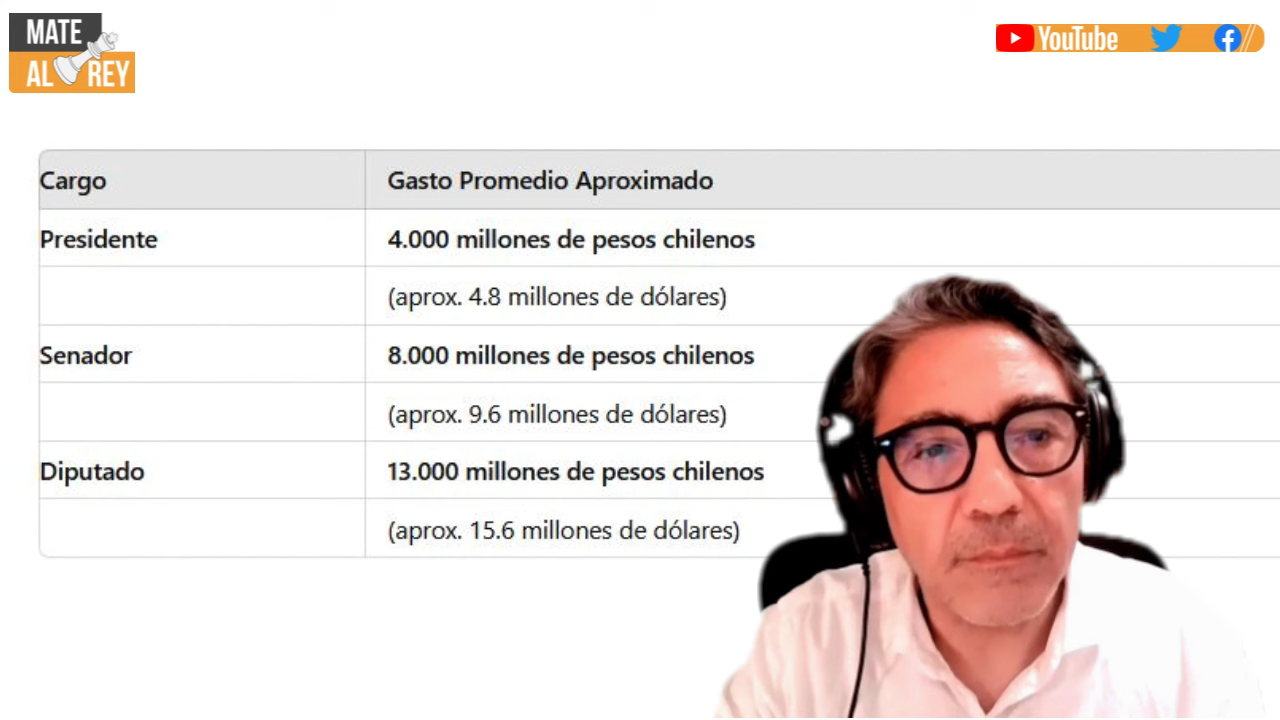 MATE
AL REY
YouTube
Cargo Gasto Promedio Aproximado
Presidente 4.000 millones de pesos chilenos
(aprox. 4.8 millones de dólares)
Senador 8.000 millones de pesos chilenos
(aprox. 9.6 millones de dólares)
Diputado 13.000 millones de pesos chilenos
(aprox. 15.6 millones de dólares)